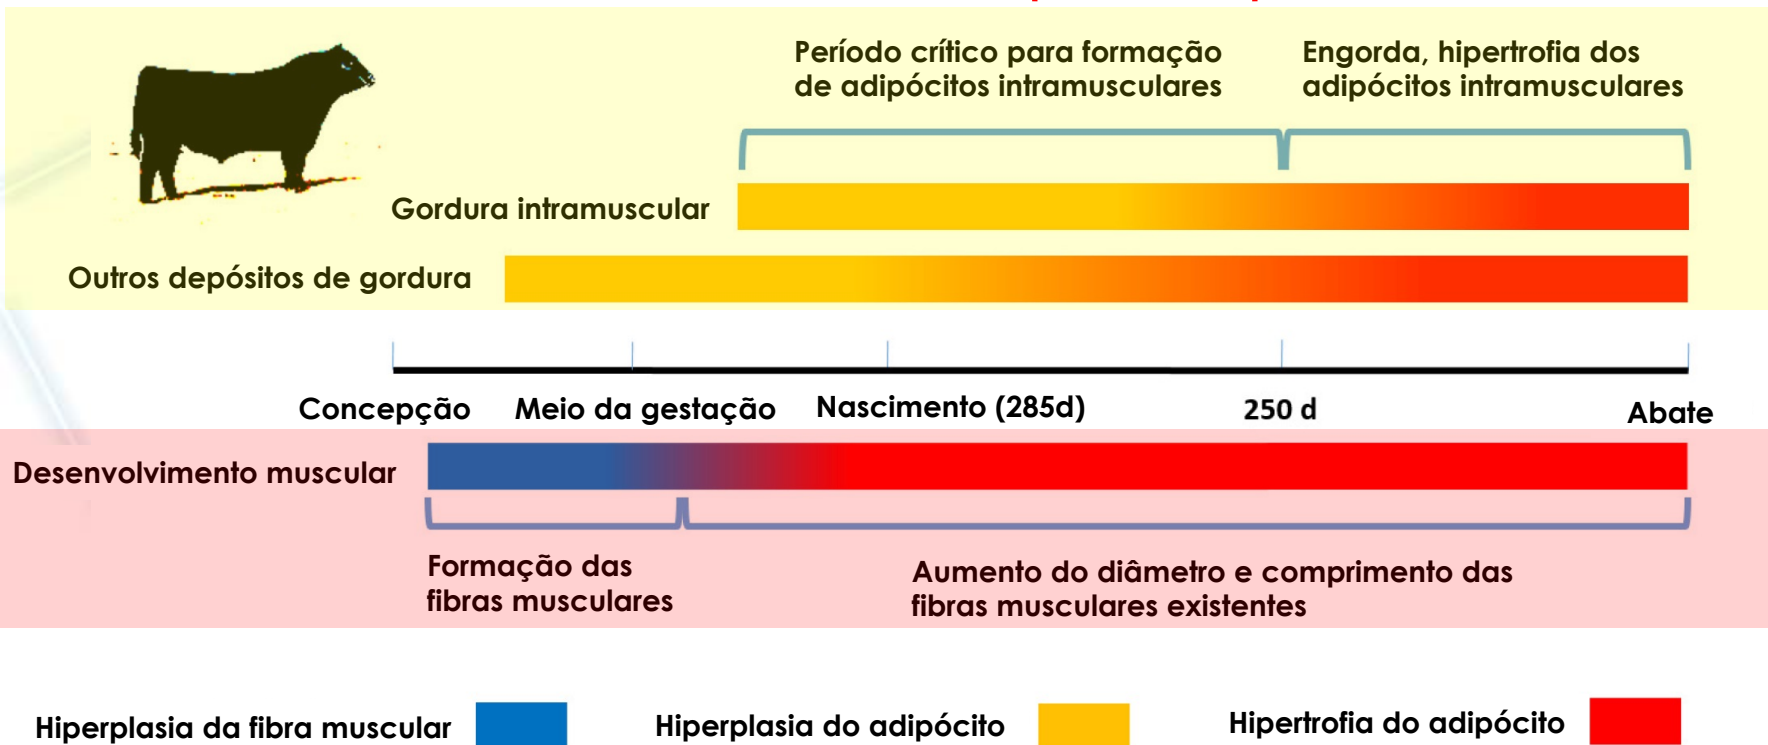 Período crítico para formação
de adipócitos intramusculares
Engorda, hipertrofia dos
adipócitos intramusculares
Gordura intramuscular
Outros depósitos de gordura
Concepção
Meio da gestação
Nascimento (285d)
250 d
Abate
Desenvolvimento muscular
Formação das
fibras musculares
Aumento do diâmetro e comprimento das
fibras musculares existentes
Hiperplasia da fibra muscular
Hiperplasia do adipócito
Hipertrofia do adipócito